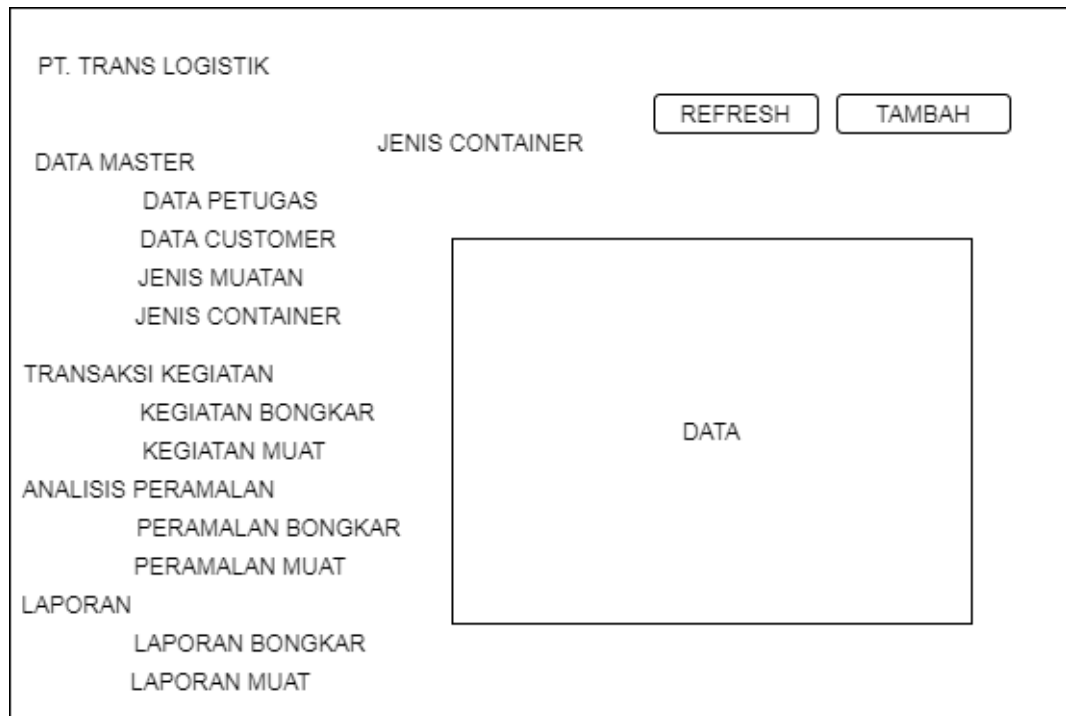 PT. TRANS LOGISTIK
REFRESH
TAMBAH
JENIS CONTAINER
DATA MASTER
DATA PETUGAS
DATA CUSTOMER
JENIS MUATAN
JENIS CONTAINER
TRANSAKSI KEGIATAN
KEGIATAN BONGKAR
KEGIATAN MUAT
ANALISIS PERAMALAN
PERAMALAN BONGKAR
PERAMALAN MUAT
LAPORAN
LAPORAN BONGKAR
LAPORAN MUAT
DATA